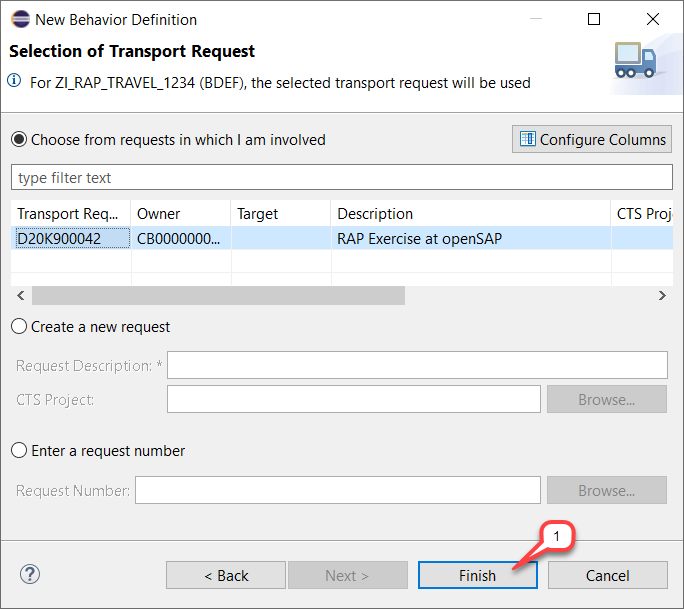 New Behavior Definition
Selection of Transport Request
For ZI_RAP_TRAVEL_1234 (BDEF), the selected transport request will be used
Choose from requests in which I am involved
Configure Columns
type filter text
Transport Req... Owner Target Description CTS Proj
D20K900042 CB0000000... RAP Exercise at openSAP
Create a new request
Request Description: *
CTS Project: Browse...
Enter a request number
Request Number: Browse...
1
? < Back Next > Finish Cancel